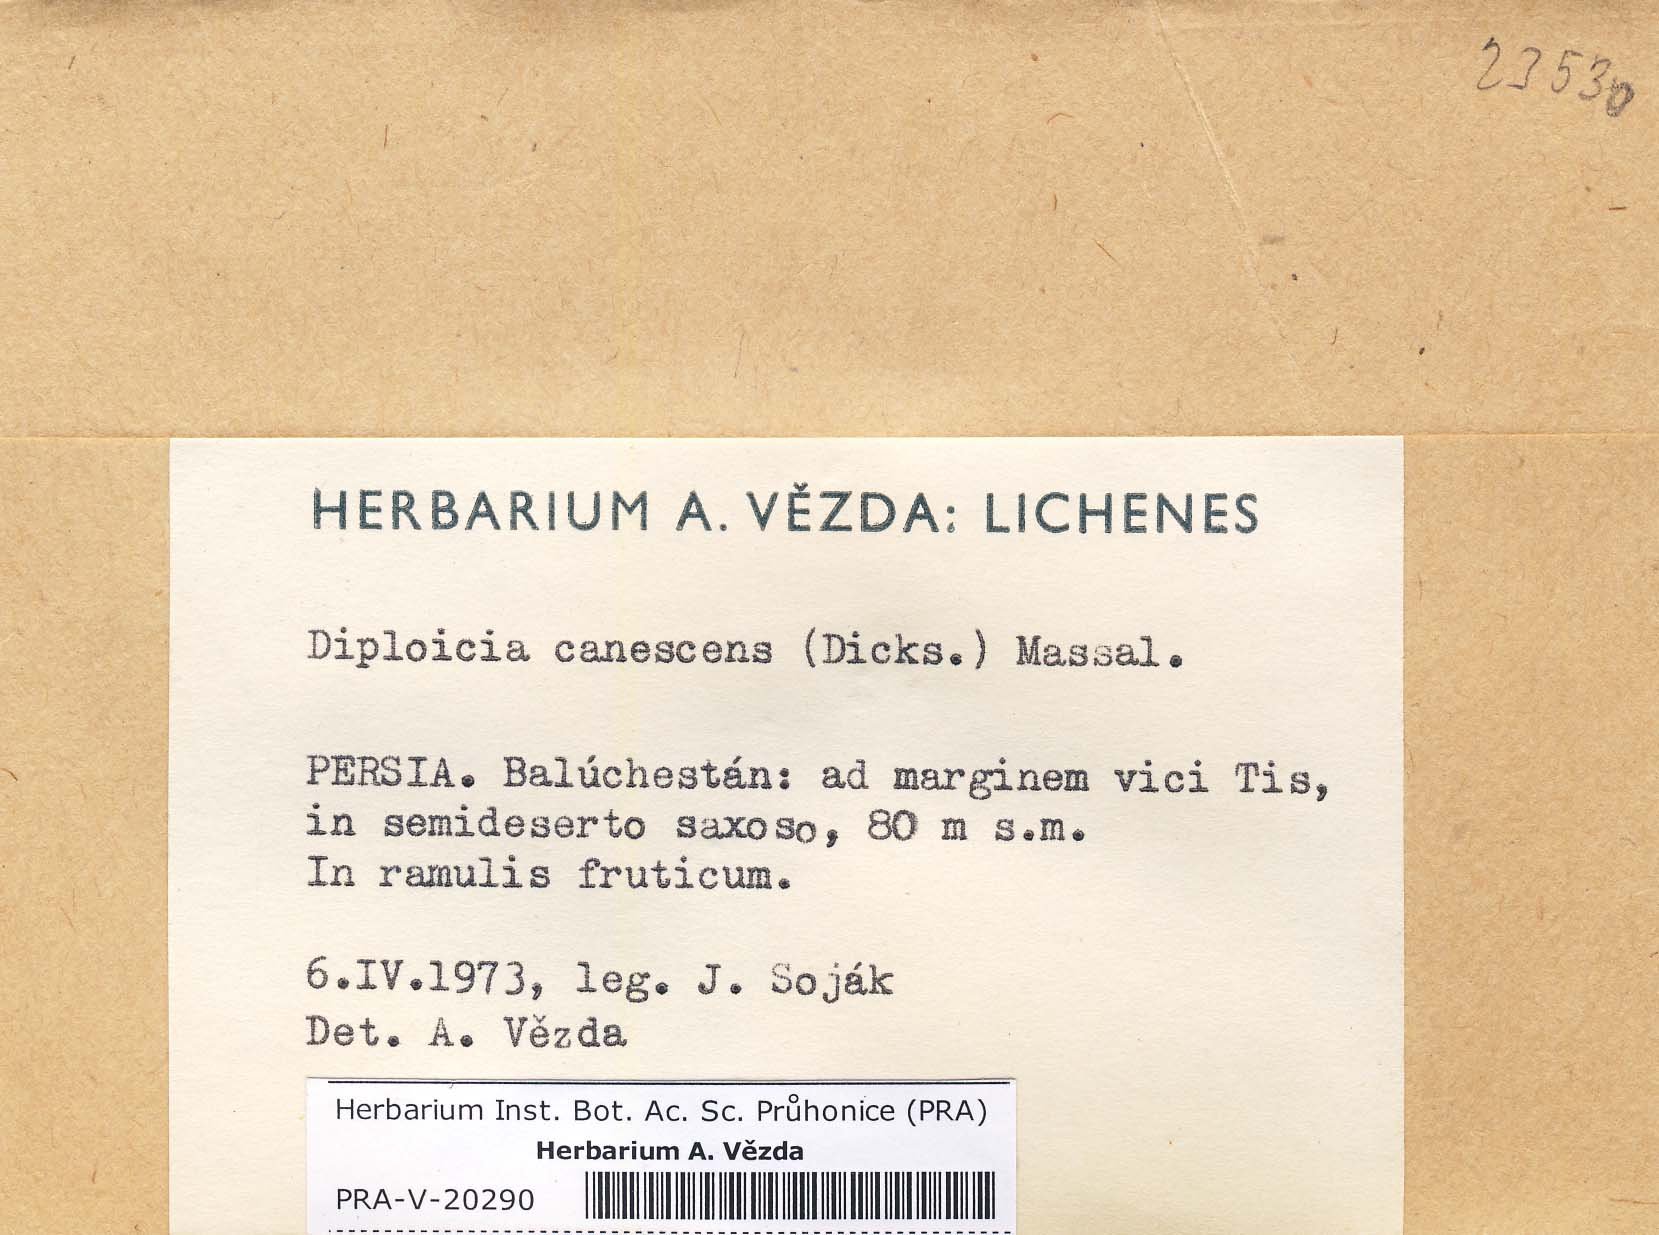 23530
HERBARIUM A. VĚZDA: LICHENES
Diploicia canescens (Dicks.) Massal.
PERSIA. Balúchestán: ad marginem vici Tis,
in semideserto saxoso, 80 m s.m.
In ramulis fruticum.
6.IV.1973, leg. J. Soják
Det. A. Vězda
Herbarium Inst. Bot. Ac. Sc. Průhonice (PRA)
Herbarium A. Vězda
PRA-V-20290